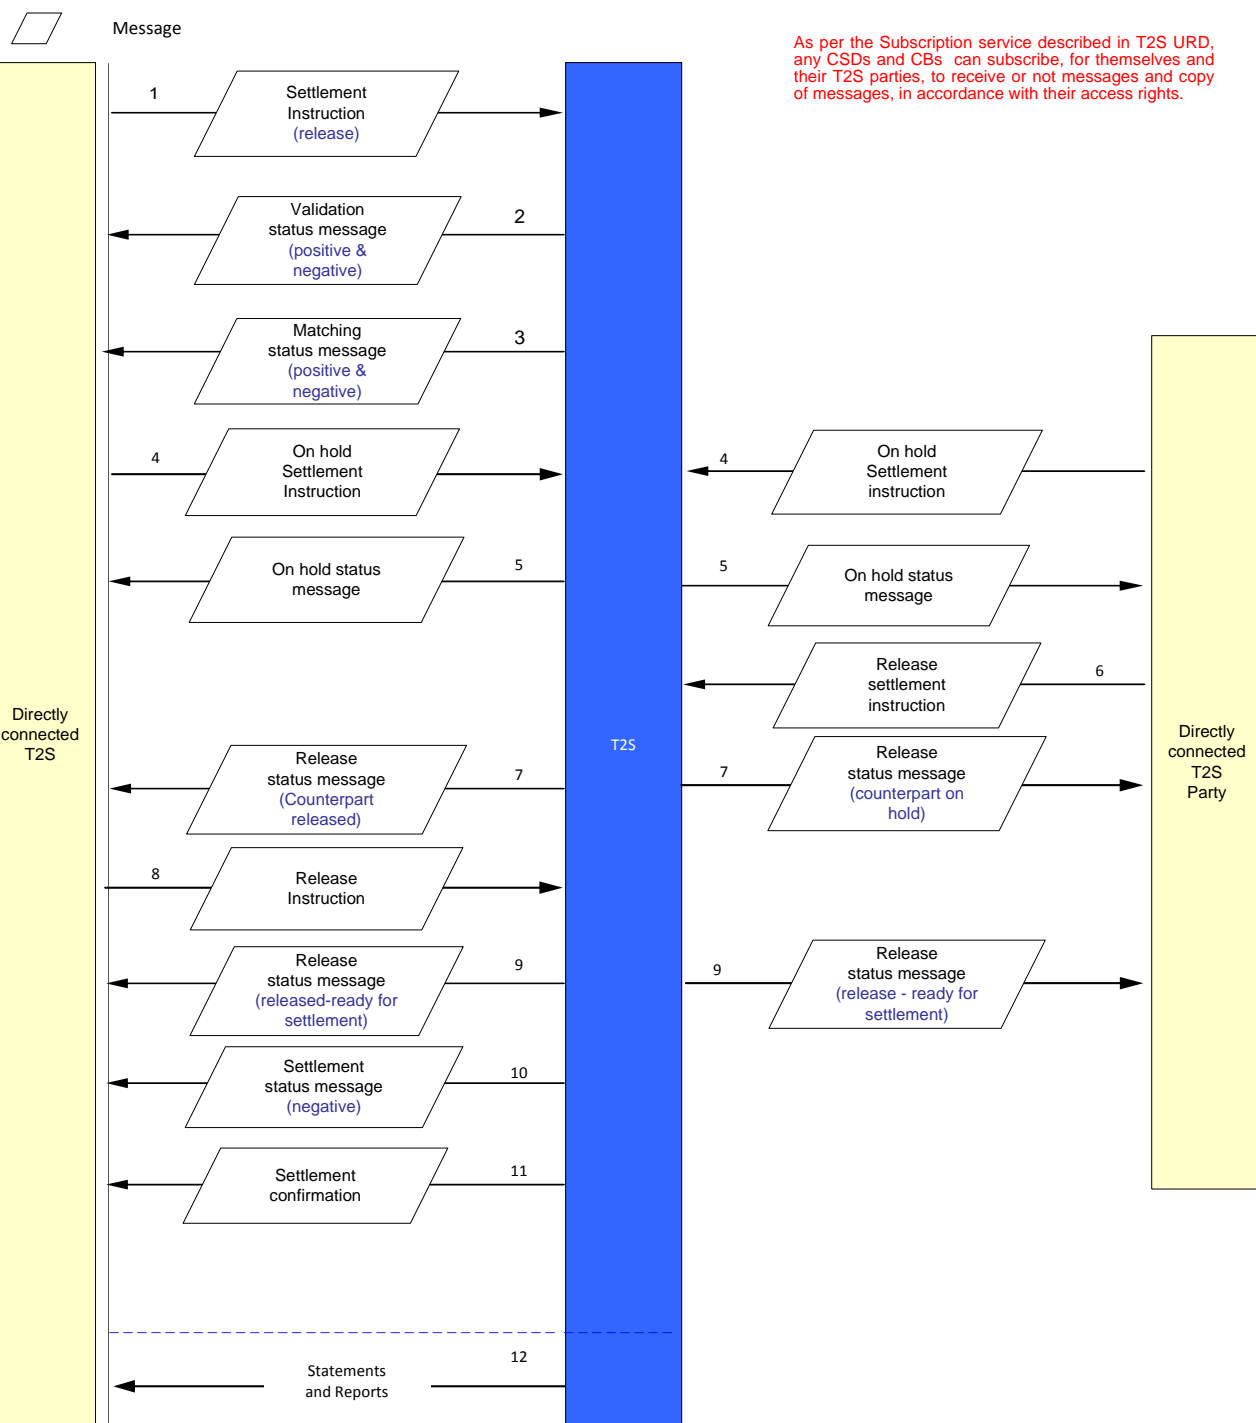 Message
As per the Subscription service described in T2S URD,
any CSDs and CBs can subscribe, for themselves and
their T2S parties, to receive or not messages and copy
of messages, in accordance with their access rights.
1
Settlement
Instruction
(release)
Validation
status message
(positive &
negative)
2
Matching
status message
(positive &
negative)
3
4
On hold
Settlement
Instruction
4
On hold
Settlement
instruction
On hold status
message
5
5
On hold status
message
Release
settlement
instruction
6
Directly
connected
T2S
T2S
Directly
connected
T2S
Party
Release
status message
(Counterpart
released)
7
7
Release
status message
(counterpart on
hold)
8
Release
Instruction
Release
status message
(released-ready for
settlement)
9
9
Release
status message
(release - ready for
settlement)
Settlement
status message
(negative)
10
Settlement
confirmation
11
12
Statements
and Reports